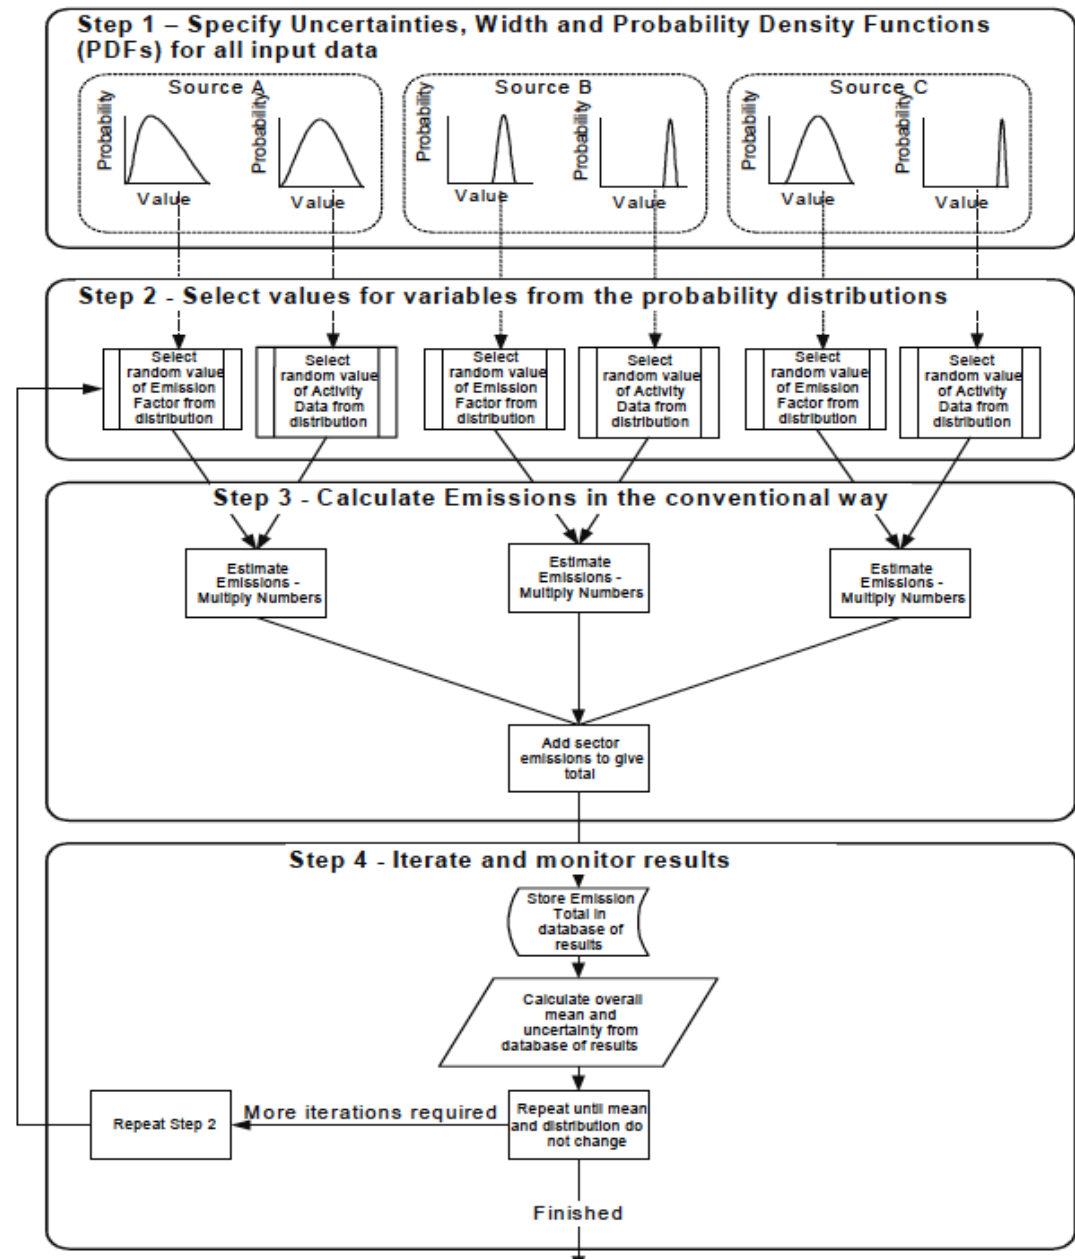 Step 1 – Specify Uncertainties, Width and Probability Density Functions
(PDFs) for all input data
Source A
Source B
Source C
Probability
Value
Probability
Value
Probability
Value
Probability
Value
Probability
Value
Probability
Value
Step 2 - Select values for variables from the probability distributions
Select
random value
of Emission
Factor from
distribution
Select
random value
of Activity
Data from
distribution
Select
random value
of Emission
Factor from
distribution
Select
random value
of Activity
Data from
distribution
Select
random value
of Emission
Factor from
distribution
Select
random value
of Activity
Data from
distribution
Step 3 - Calculate Emissions in the conventional way
Estimate
Emissions -
Multiply Numbers
Estimate
Emissions -
Multiply Numbers
Estimate
Emissions -
Multiply Numbers
Add sector
emissions to give
total
Step 4 - Iterate and monitor results
Store Emission
Total in
database of
results
Calculate overall
mean and
uncertainty from
database of results
Repeat until mean
and distribution do
not change
More iterations required
Repeat Step 2
Finished